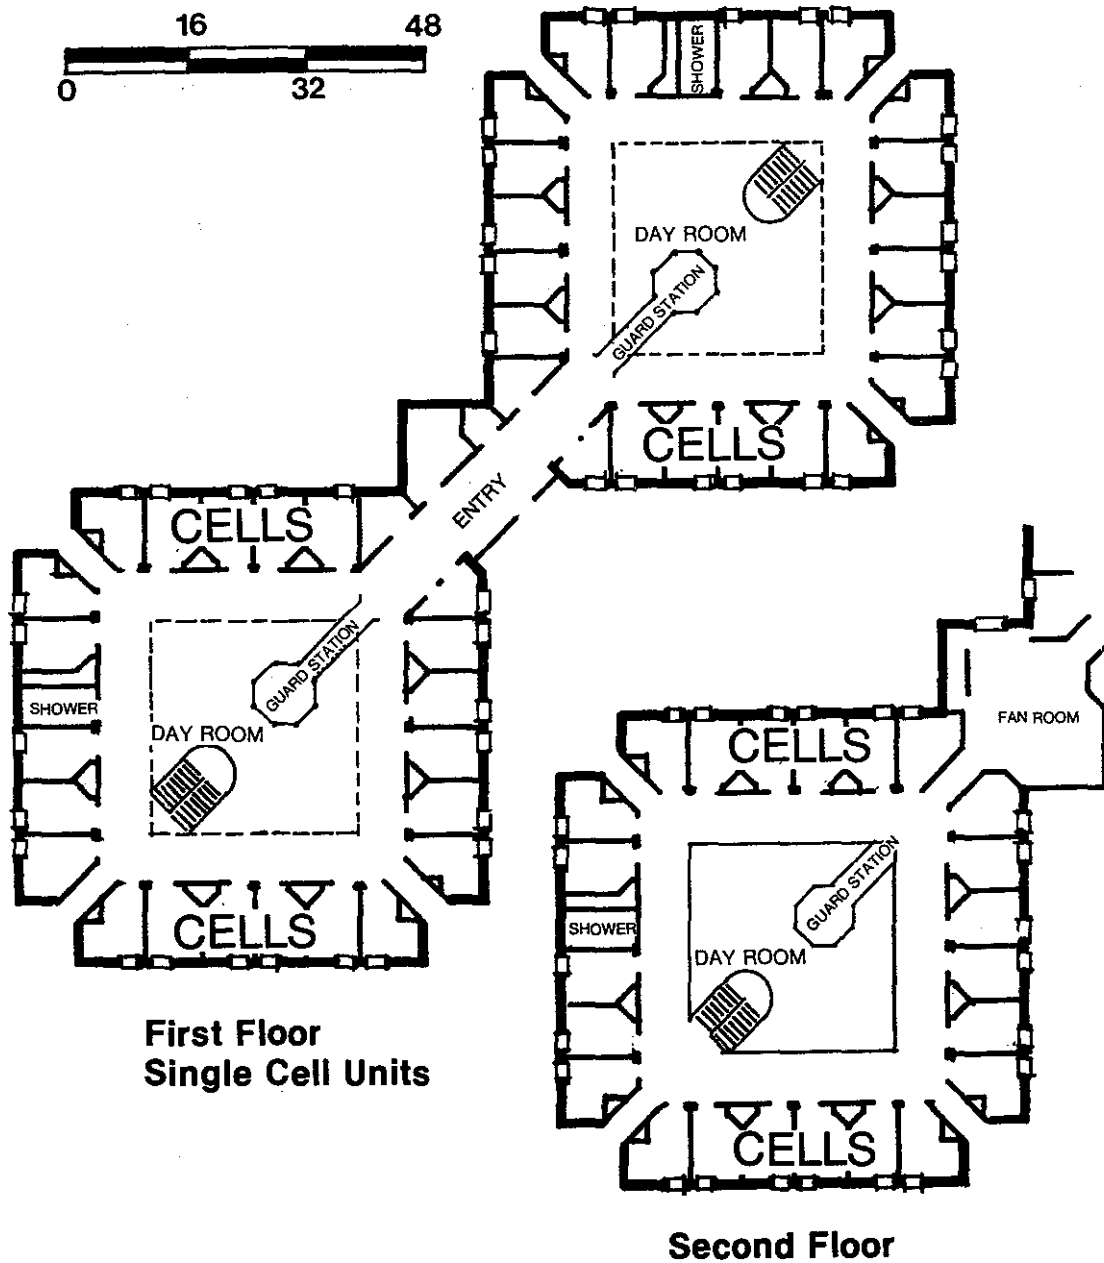 16 48
0 32
SHOWER
DAY ROOM
GUARD STATION
CELLS
ENTRY
CELLS
GUARD STATION
SHOWER
DAY ROOM
CELLS
First Floor
Single Cell Units
FAN ROOM
CELLS
GUARD STATION
SHOWER
DAY ROOM
CELLS
Second Floor